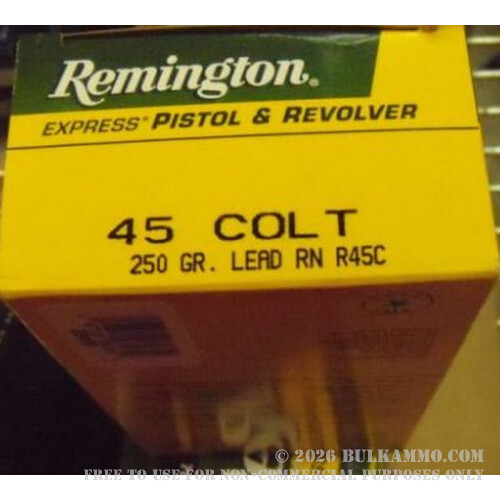 Remington®
EXPRESS® PISTOL & REVOLVER
45 COLT
250 GR. LEAD RN R45C
© 2026 BULKAMMO.COM
FREE TO USE FOR NON-COMMERCIAL PURPOSES ONLY